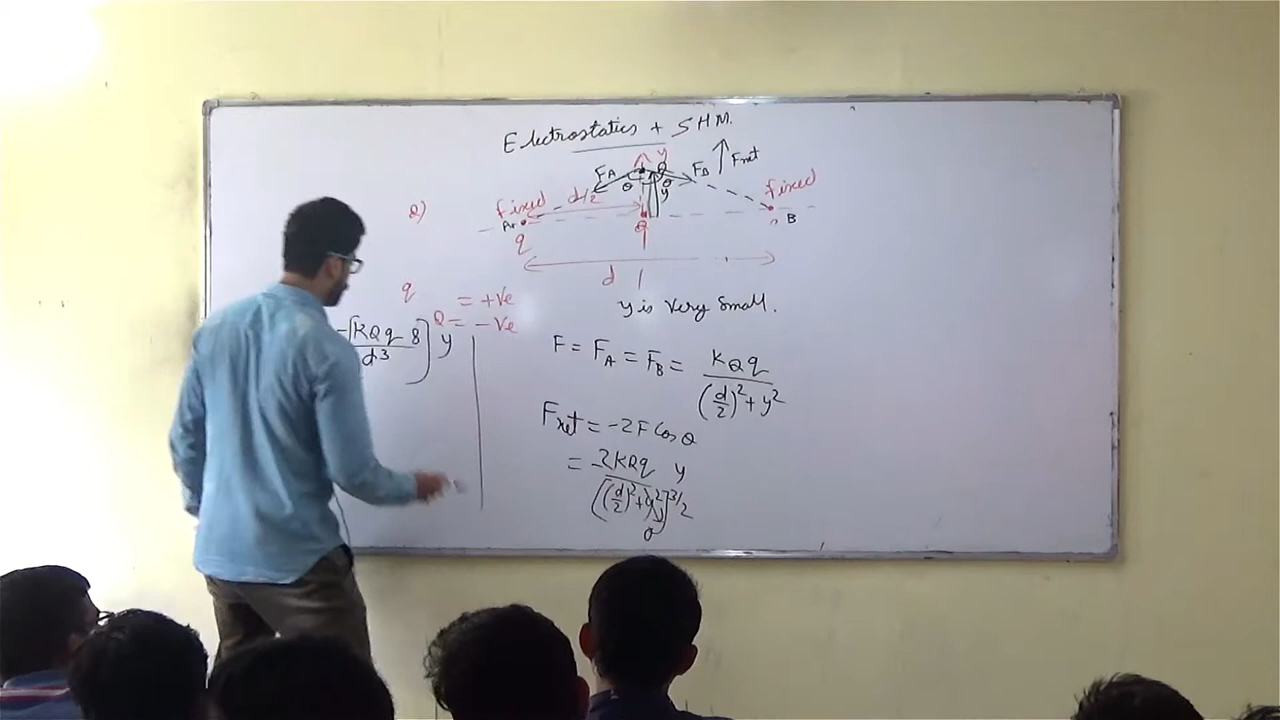 Electrostatics + SHM.
y
FA
Q
FB
Fnet
θ
θ
y
fixed
d/2
fixed
Q)
A
q
Q
B
d
y is very small.
q = +ve
Q = -ve
-[KQq 8 / d³] y
F = FA = FB = KQq / (d/2)² + y²
Fnet = -2F Cos θ
= -2KQq y / [(d/2)² + y²]^3/2
0